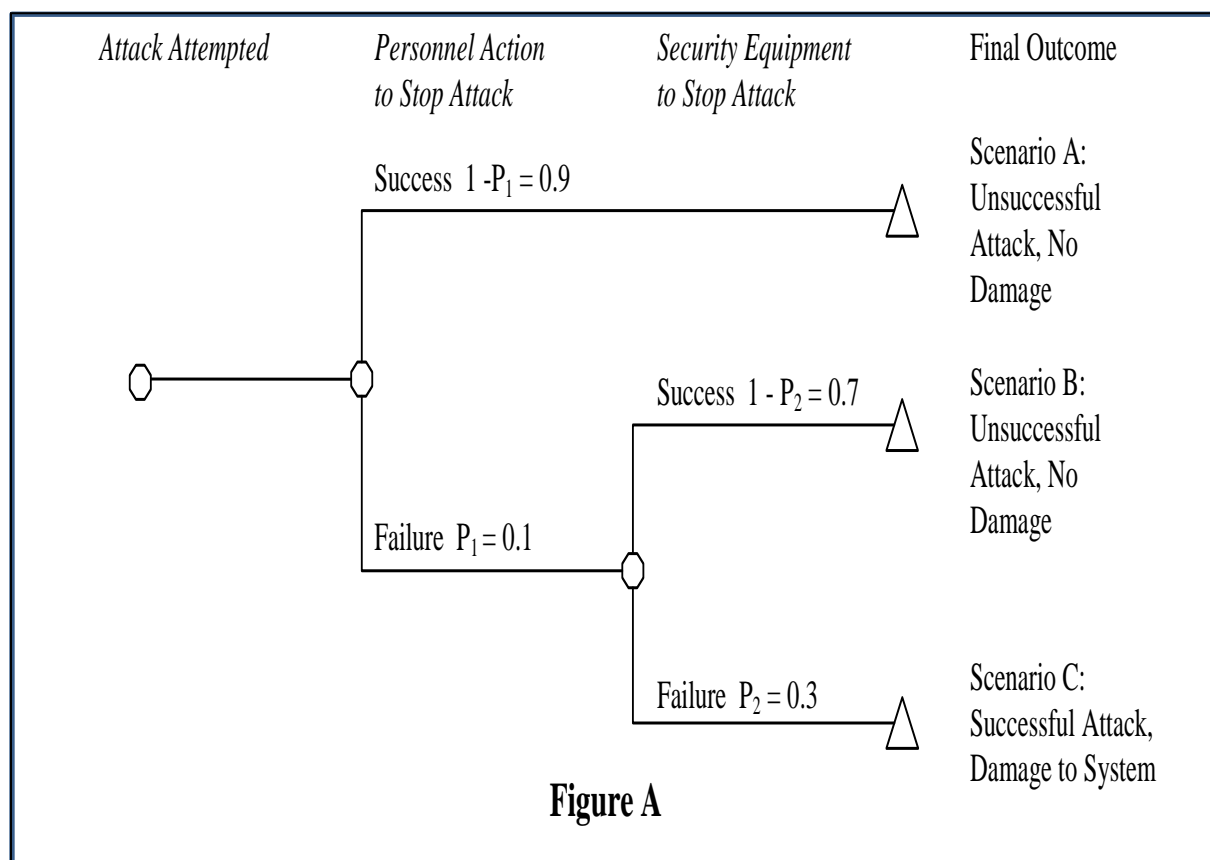 Attack Attempted
Personnel Action
to Stop Attack
Security Equipment
to Stop Attack
Final Outcome
Success 1 -P₁ = 0.9
Scenario A:
Unsuccessful
Attack, No
Damage
Success 1 - P₂ = 0.7
Scenario B:
Unsuccessful
Attack, No
Damage
Failure P₁ = 0.1
Failure P₂ = 0.3
Scenario C:
Successful Attack,
Damage to System
Figure A